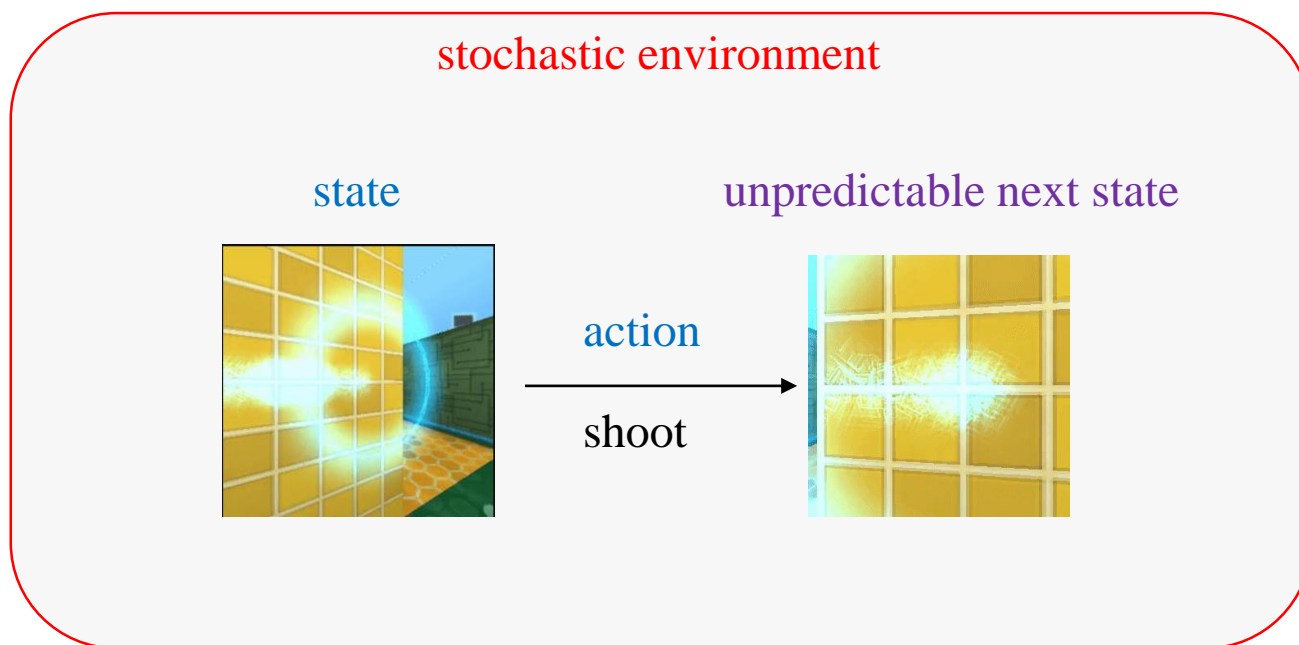 stochastic environment
state
unpredictable next state
action
shoot